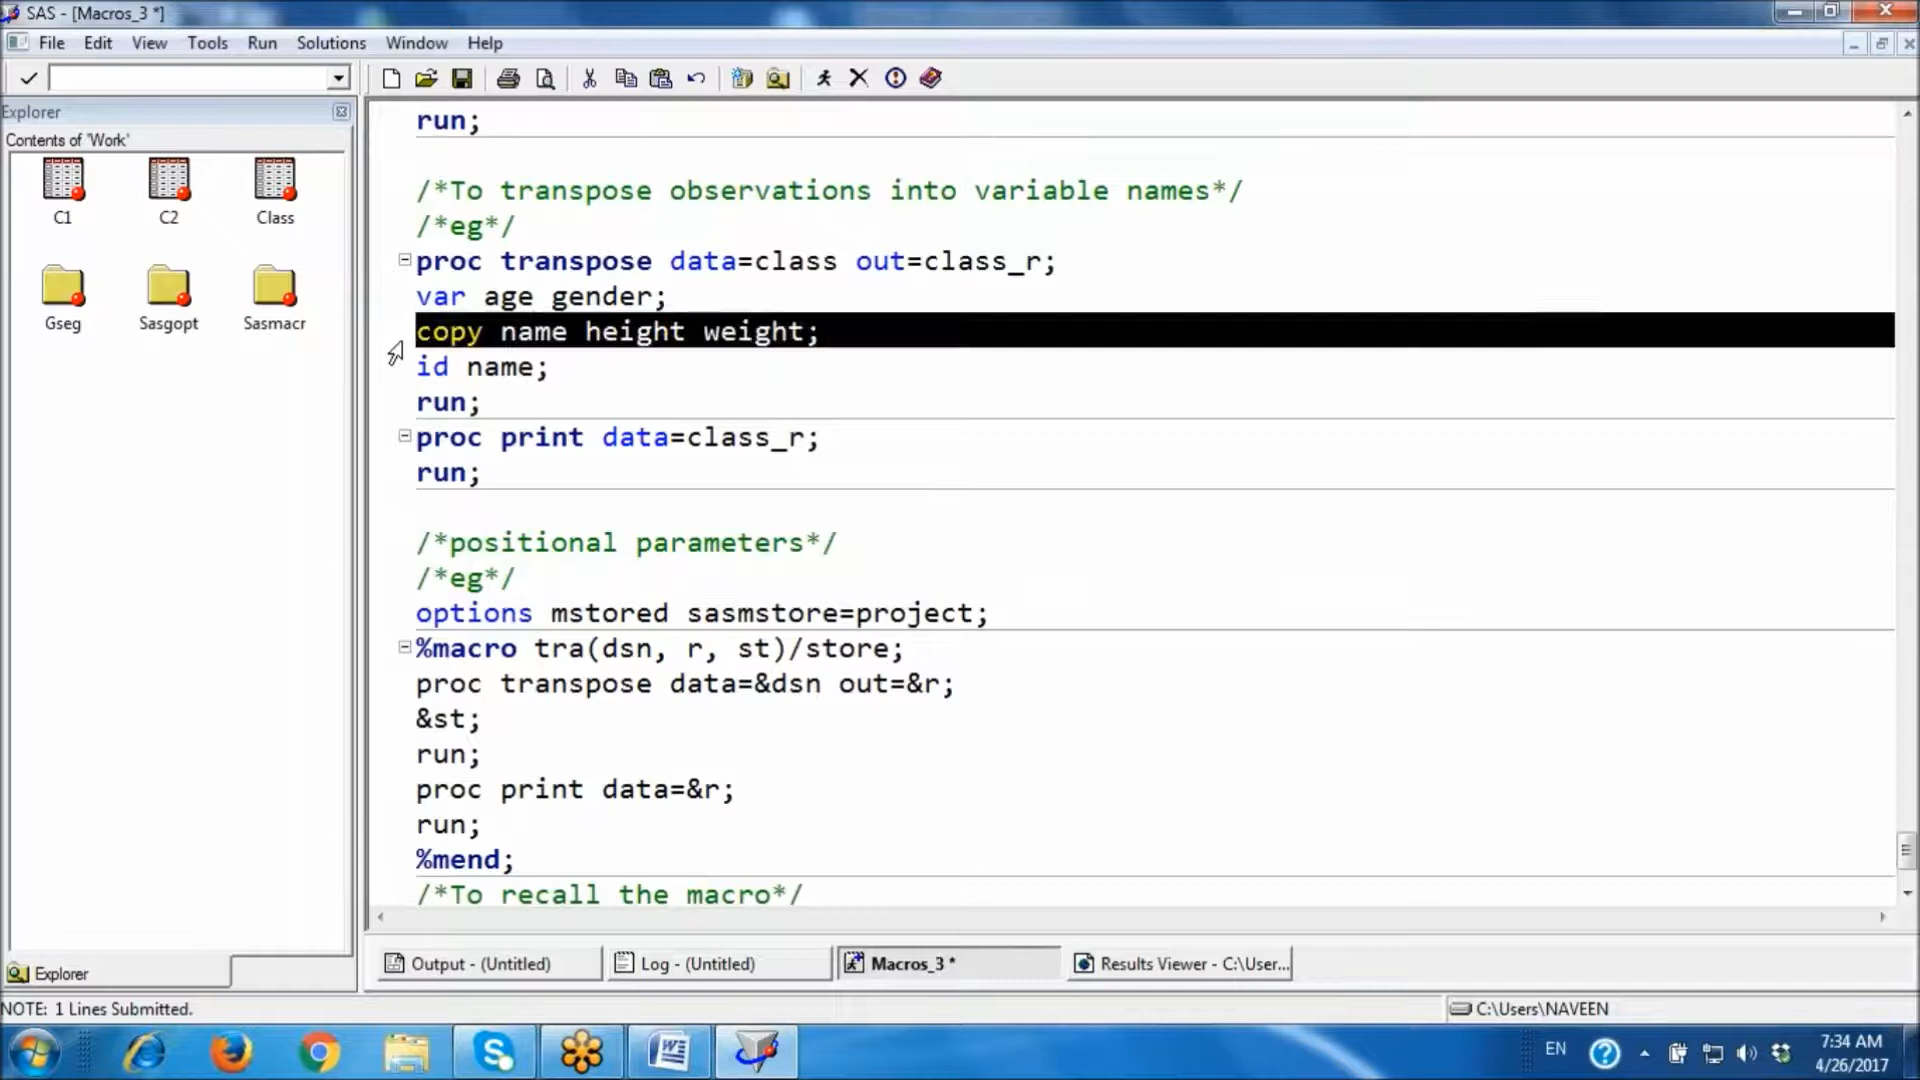 SAS - [Macros_3 *]
File Edit View Tools Run Solutions Window Help
Explorer
Contents of 'Work'
C1 C2 Class
Gseg Sasgopt Sasmacr
run;
/*To transpose observations into variable names*/
/*eg*/
proc transpose data=class out=class_r;
var age gender;
copy name height weight;
id name;
run;
proc print data=class_r;
run;
/*positional parameters*/
/*eg*/
options mstored sasmstore=project;
%macro tra(dsn, r, st)/store;
proc transpose data=&dsn out=&r;
&st;
run;
proc print data=&r;
run;
%mend;
/*To recall the macro*/
Explorer
Output - (Untitled) Log - (Untitled) Macros_3 * Results Viewer - C:\User...
NOTE: 1 Lines Submitted.
C:\Users\NAVEEN
EN
7:34 AM
4/26/2017